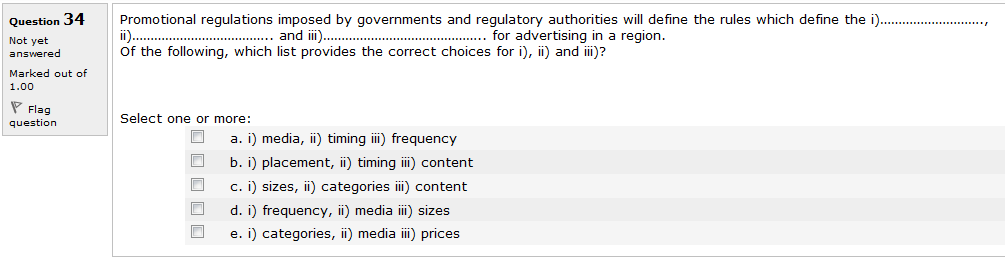 Question 34
Not yet
answered
Marked out of
1.00
Flag
question
Promotional regulations imposed by governments and regulatory authorities will define the rules which define the i)............................,
ii)..................................... and iii)........................................... for advertising in a region.
Of the following, which list provides the correct choices for i), ii) and iii)?
Select one or more:
a. i) media, ii) timing iii) frequency
b. i) placement, ii) timing iii) content
c. i) sizes, ii) categories iii) content
d. i) frequency, ii) media iii) sizes
e. i) categories, ii) media iii) prices